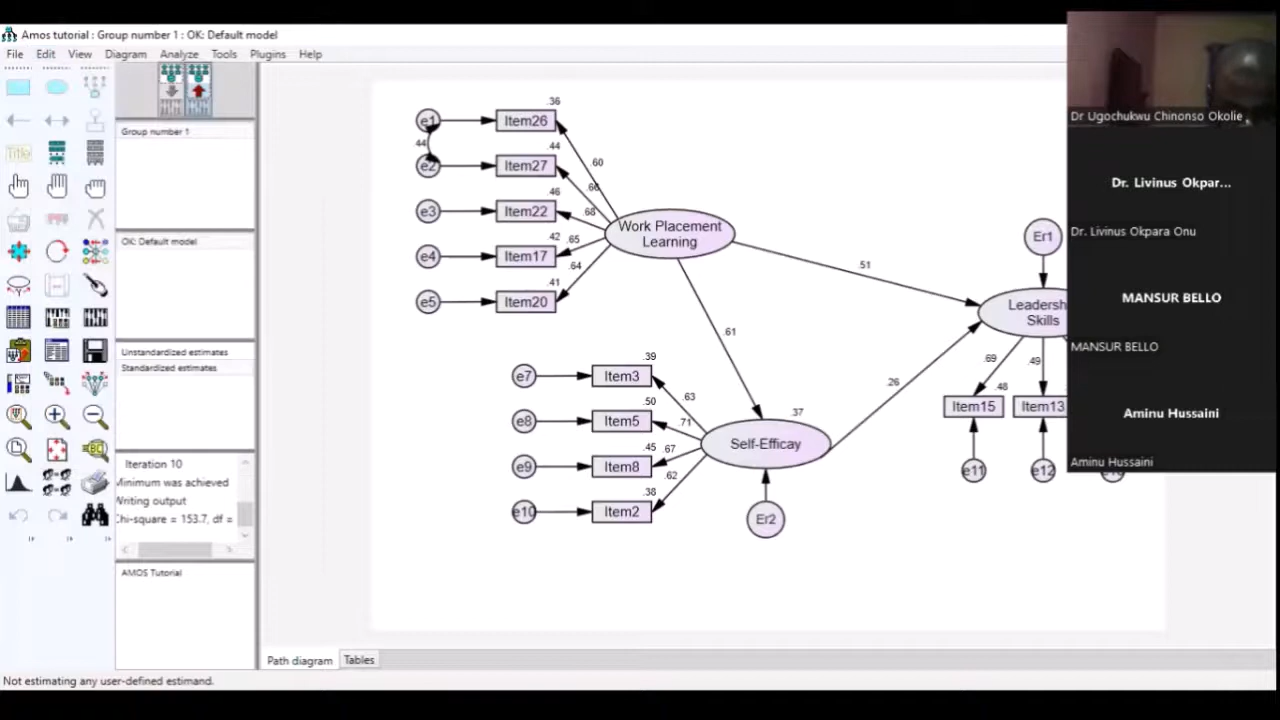 Amos tutorial : Group number 1 : OK: Default model
File Edit View Diagram Analyze Tools Plugins Help
Title
Group number 1
OK: Default model
Unstandardized estimates
Standardized estimates
Iteration 10
Minimum was achieved
Writing output
Chi-square = 153.7, df =
AMOS Tutorial
.36
e1 Item26
44
.44
e2 Item27
.46
e3 Item22
.42
e4 Item17
.41
e5 Item20
.60
.66
.68
.65
.64
Work Placement
Learning
.51
.61
.39
e7 Item3
.50
e8 Item5
.45
e9 Item8
.38
e10 Item2
.63
.71
.67
.62
.37
Self-Efficay
Er2
.26
Er1
Leadersh
Skills
.69
.49
.48
Item15 Item13
e11 e12
Dr Ugochukwu Chinonso Okolie
Dr. Livinus Okpar...
Dr. Livinus Okpara Onu
MANSUR BELLO
MANSUR BELLO
Aminu Hussaini
Aminu Hussaini
Path diagram Tables
Not estimating any user-defined estimand.